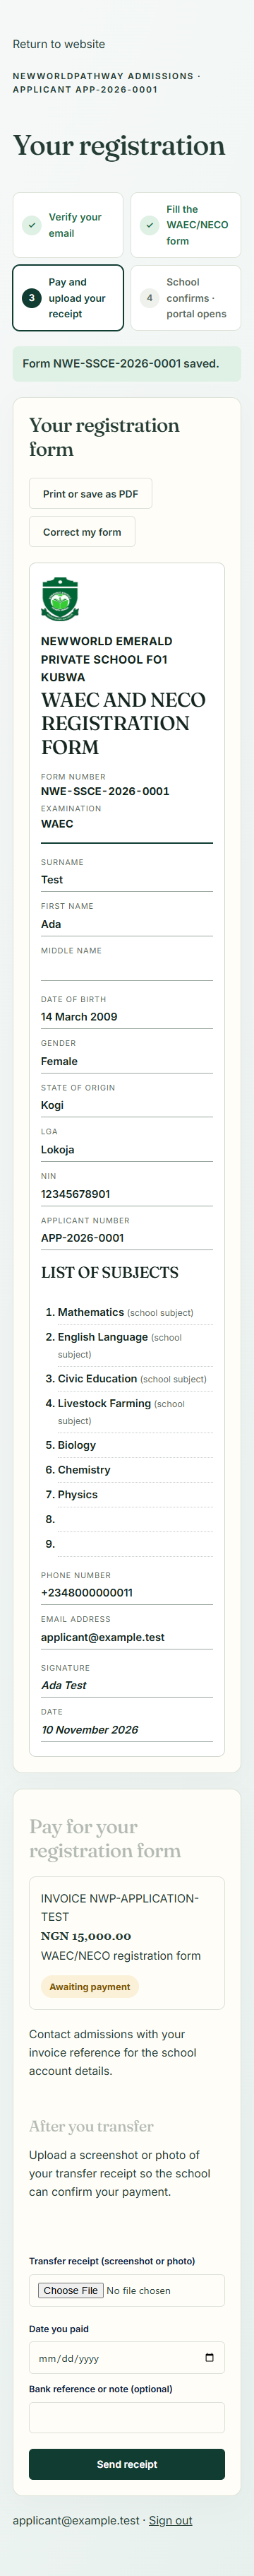 Return to website
NEWWORLDPATHWAY ADMISSIONS ·
APPLICANT APP-2026-0001
Your registration
✓ Verify your
email
✓ Fill the
WAEC/NECO
form
3 Pay and
upload your
receipt
4 School
confirms ·
portal opens
Form NWE-SSCE-2026-0001 saved.
Your registration
form
Print or save as PDF
Correct my form
NEWWORLD EMERALD
PRIVATE SCHOOL FO1
KUBWA
WAEC AND NECO
REGISTRATION
FORM
FORM NUMBER
NWE-SSCE-2026-0001
EXAMINATION
WAEC
SURNAME
Test
FIRST NAME
Ada
MIDDLE NAME
DATE OF BIRTH
14 March 2009
GENDER
Female
STATE OF ORIGIN
Kogi
LGA
Lokoja
NIN
12345678901
APPLICANT NUMBER
APP-2026-0001
LIST OF SUBJECTS
1. Mathematics (school subject)
2. English Language (school
subject)
3. Civic Education (school subject)
4. Livestock Farming (school
subject)
5. Biology
6. Chemistry
7. Physics
8.
9.
PHONE NUMBER
+2348000000011
EMAIL ADDRESS
applicant@example.test
SIGNATURE
Ada Test
DATE
10 November 2026
Pay for your
registration form
INVOICE NWP-APPLICATION-
TEST
NGN 15,000.00
WAEC/NECO registration form
Awaiting payment
Contact admissions with your
invoice reference for the school
account details.
After you transfer
Upload a screenshot or photo of
your transfer receipt so the school
can confirm your payment.
Transfer receipt (screenshot or photo)
Choose File No file chosen
Date you paid
mm/dd/yyyy
Bank reference or note (optional)
Send receipt
applicant@example.test · Sign out